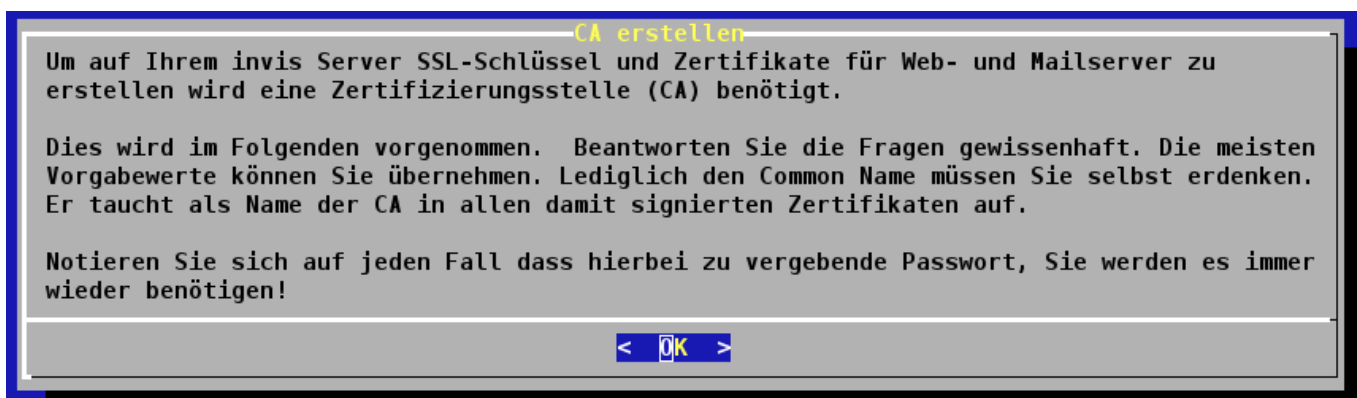 CA erstellen
Um auf Ihrem invis Server SSL-Schlüssel und Zertifikate für Web- und Mailserver zu
erstellen wird eine Zertifizierungsstelle (CA) benötigt.
Dies wird im Folgenden vorgenommen.  Beantworten Sie die Fragen gewissenhaft. Die meisten
Vorgabewerte können Sie übernehmen. Lediglich den Common Name müssen Sie selbst erdenken.
Er taucht als Name der CA in allen damit signierten Zertifikaten auf.
Notieren Sie sich auf jeden Fall dass hierbei zu vergebende Passwort, Sie werden es immer
wieder benötigen!
<  OK  >